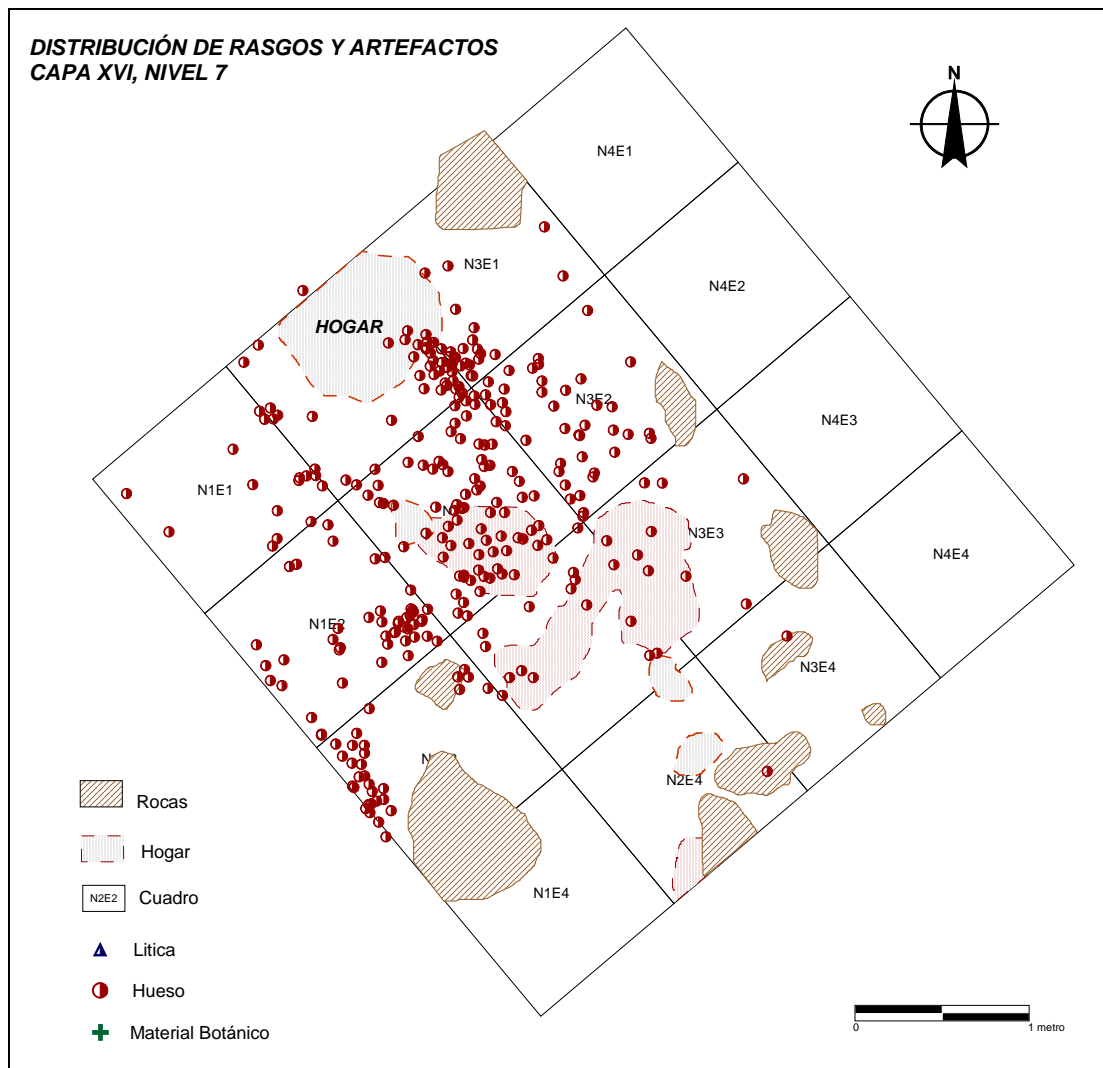 DISTRIBUCIÓN DE RASGOS Y ARTEFACTOS
CAPA XVI, NIVEL 7
N
N4E1
N3E1
N4E2
HOGAR
N3E2
N4E3
N1E1
N
N3E3
N4E4
N1E2
N3E4
N2E4
N1E4
Rocas
Hogar
N2E2 Cuadro
Litica
Hueso
Material Botánico
0 1 metro